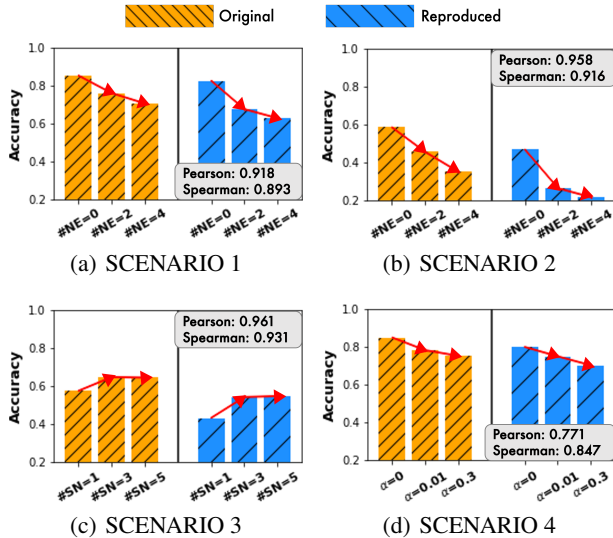 Original Reproduced
1.0
0.8
0.6
0.4
0.2
Accuracy
#NE=0 #NE=2 #NE=4 #NE=0 #NE=2 #NE=4
Pearson: 0.918
Spearman: 0.893
(a) SCENARIO 1
1.0
0.8
0.6
0.4
0.2
Accuracy
#NE=0 #NE=2 #NE=4 #NE=0 #NE=2 #NE=4
Pearson: 0.958
Spearman: 0.916
(b) SCENARIO 2
1.0
0.8
0.6
0.4
0.2
Accuracy
#SN=1 #SN=3 #SN=5 #SN=1 #SN=3 #SN=5
Pearson: 0.961
Spearman: 0.931
(c) SCENARIO 3
1.0
0.8
0.6
0.4
0.2
Accuracy
α=0 α=0.01 α=0.3 α=0 α=0.01 α=0.3
Pearson: 0.771
Spearman: 0.847
(d) SCENARIO 4